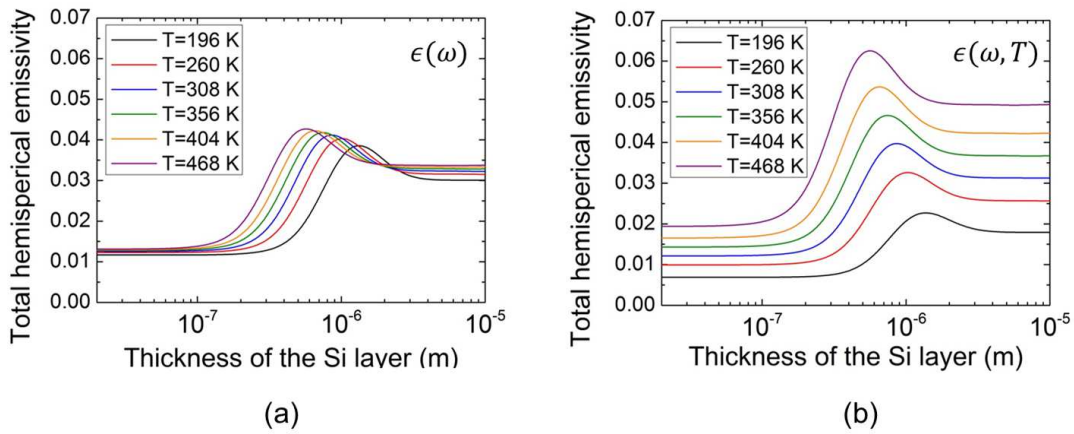 Total hemisperical emissivity
0.07
0.06
0.05
0.04
0.03
0.02
0.01
0.00
T=196 K
T=260 K
T=308 K
T=356 K
T=404 K
T=468 K
ϵ(ω)
10⁻⁷
10⁻⁶
10⁻⁵
Thickness of the Si layer (m)
(a)
Total hemisperical emissivity
0.07
0.06
0.05
0.04
0.03
0.02
0.01
0.00
T=196 K
T=260 K
T=308 K
T=356 K
T=404 K
T=468 K
ϵ(ω, T)
10⁻⁷
10⁻⁶
10⁻⁵
Thickness of the Si layer (m)
(b)